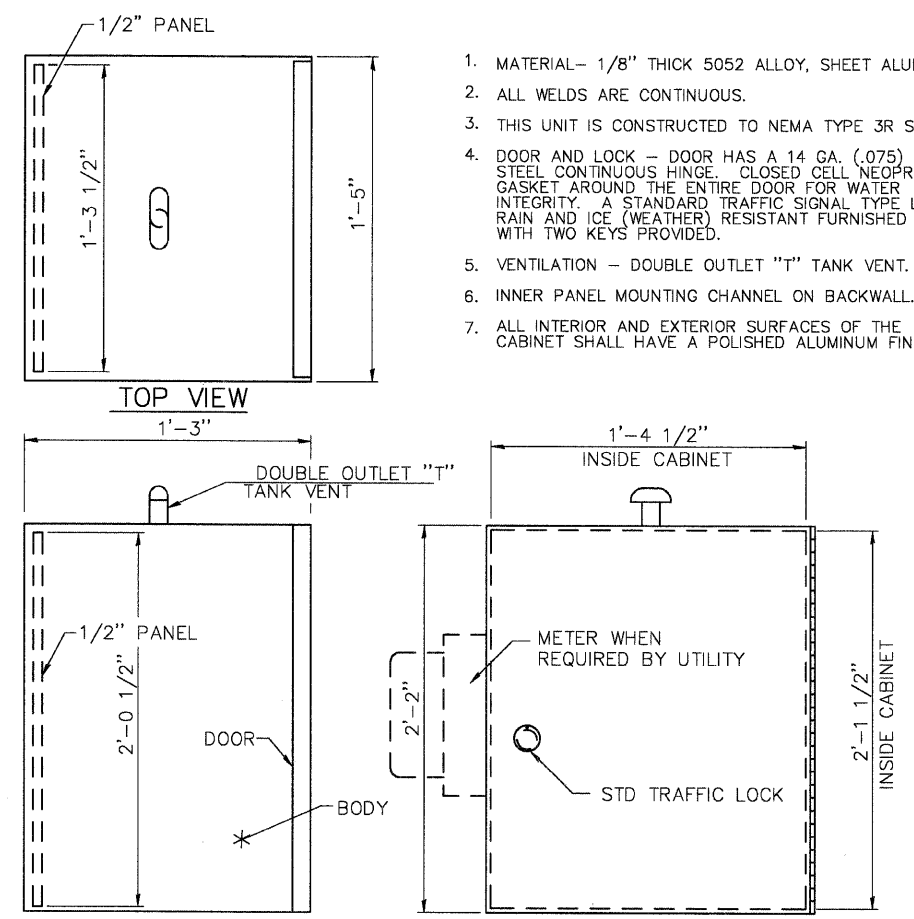 1/2" PANEL
1'-3 1/2"
1'-5"
TOP VIEW
1. MATERIAL– 1/8" THICK 5052 ALLOY, SHEET
2. ALL WELDS ARE CONTINUOUS.
3. THIS UNIT IS CONSTRUCTED TO NEMA TYPE 3R
4. DOOR AND LOCK – DOOR HAS A 14 GA. (.075)
STEEL CONTINUOUS HINGE. CLOSED CELL
GASKET AROUND THE ENTIRE DOOR FOR WATER
INTEGRITY. A STANDARD TRAFFIC SIGNAL TYPE
RAIN AND ICE (WEATHER) RESISTANT FURNISHED
WITH TWO KEYS PROVIDED.
5. VENTILATION – DOUBLE OUTLET "T" TANK VENT.
6. INNER PANEL MOUNTING CHANNEL ON BACKWALL.
7. ALL INTERIOR AND EXTERIOR SURFACES OF THE
CABINET SHALL HAVE A POLISHED ALUMINUM
1'-3"
DOUBLE OUTLET "T"
TANK VENT
1/2" PANEL
2'-0 1/2"
DOOR
BODY
1'-4 1/2"
INSIDE CABINET
METER WHEN
REQUIRED BY UTILITY
2'-2"
STD TRAFFIC LOCK
2'-1 1/2"
INSIDE CABINET